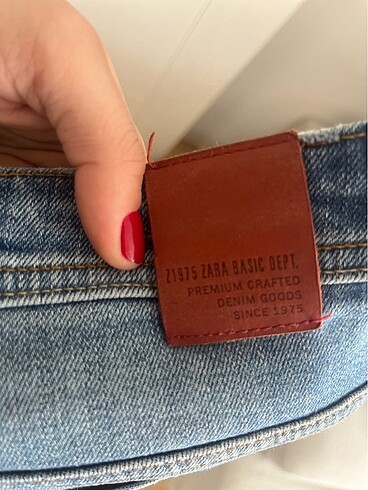 Z1975 ZARA BASIC DEPT.
PREMIUM CRAFTED
DENIM GOODS
SINCE 1975